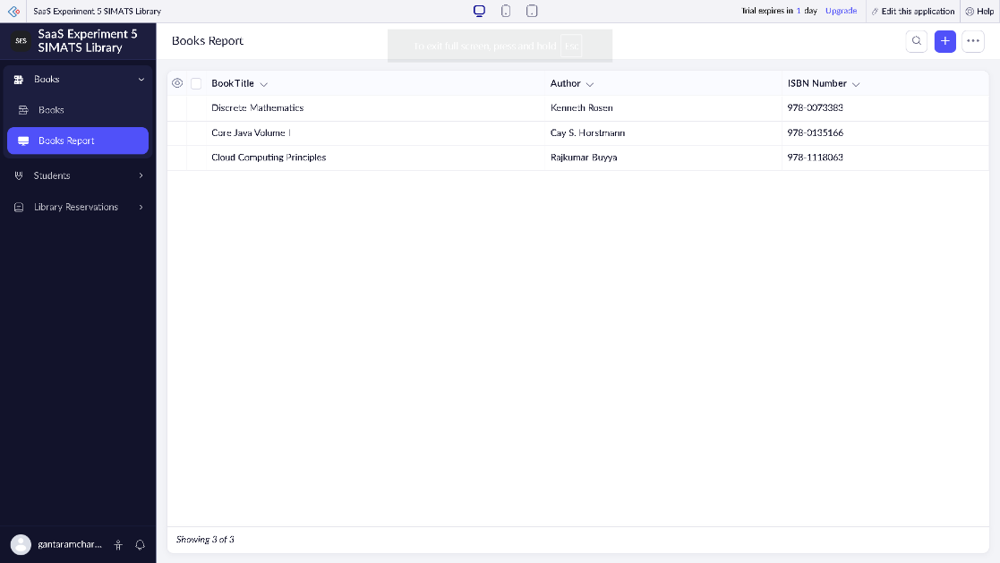 SaaS Experiment 5 SIMATS Library
Trial expires in 1 day Upgrade
Edit this application
Help
SE5
SaaS Experiment 5
SIMATS Library
Books
Books
Books Report
Students
Library Reservations
gantaramchar...
Books Report
To exit full screen, press and hold Esc
Book Title Author ISBN Number
Discrete Mathematics Kenneth Rosen 978-0073383
Core Java Volume I Cay S. Horstmann 978-0135166
Cloud Computing Principles Rajkumar Buyya 978-1118063
Showing 3 of 3